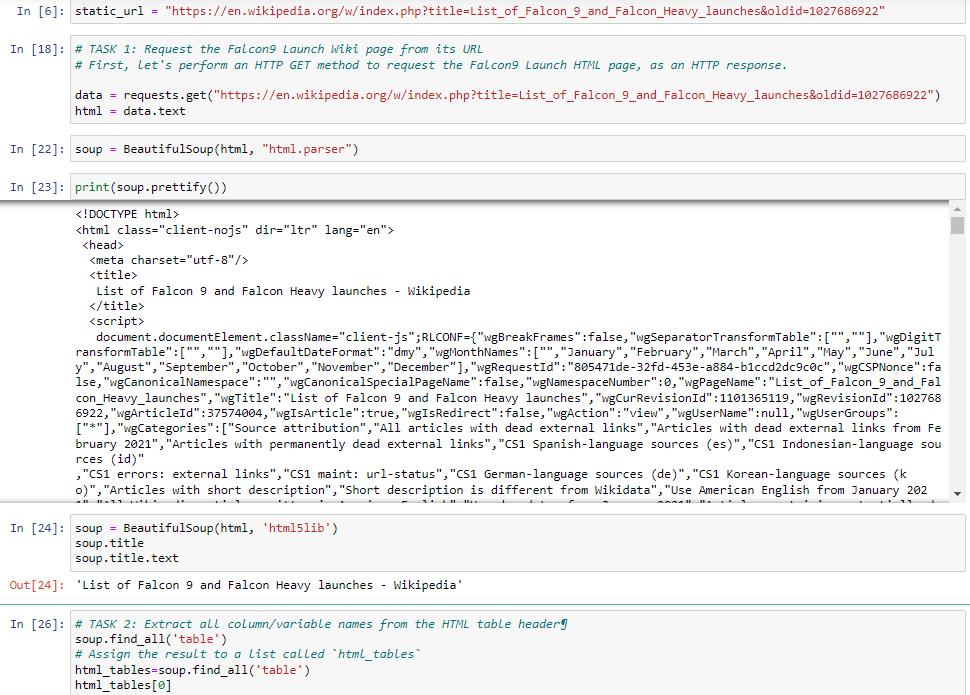 In [6]: static_url = "https://en.wikipedia.org/w/index.php?title=List_of_Falcon_9_and_Falcon_Heavy_launches&oldid=1027686922"
In [18]: # TASK 1: Request the Falcon9 Launch Wiki page from its URL
# First, let's perform an HTTP GET method to request the Falcon9 Launch HTML page, as an HTTP response.
data = requests.get("https://en.wikipedia.org/w/index.php?title=List_of_Falcon_9_and_Falcon_Heavy_launches&oldid=1027686922")
html = data.text
In [22]: soup = BeautifulSoup(html, "html.parser")
In [23]: print(soup.prettify())
<!DOCTYPE html>
<html class="client-nojs" dir="ltr" lang="en">
<head>
<meta charset="utf-8"/>
<title>
List of Falcon 9 and Falcon Heavy launches - Wikipedia
</title>
<script>
document.documentElement.className="client-js";RLCONF={"wgBreakFrames":false,"wgSeparatorTransformTable":["",""],"wgDigitT
ransformTable":["",""],"wgDefaultDateFormat":"dmy","wgMonthNames":["","January","February","March","April","May","June","Jul
y","August","September","October","November","December"],"wgRequestId":"805471de-32fd-453e-a884-b1ccd2dc9c0c","wgCSPNonce":fa
lse,"wgCanonicalNamespace":"","wgCanonicalSpecialPageName":false,"wgNamespaceNumber":0,"wgPageName":"List_of_Falcon_9_and_Fal
con_Heavy_launches","wgTitle":"List of Falcon 9 and Falcon Heavy launches","wgCurRevisionId":1101365119,"wgRevisionId":102768
6922,"wgArticleId":37574004,"wgIsArticle":true,"wgIsRedirect":false,"wgAction":"view","wgUserName":null,"wgUserGroups":
["*"],"wgCategories":["Source attribution","All articles with dead external links","Articles with dead external links from Fe
bruary 2021","Articles with permanently dead external links","CS1 Spanish-language sources (es)","CS1 Indonesian-language sou
rces (id)"
,"CS1 errors: external links","CS1 maint: url-status","CS1 German-language sources (de)","CS1 Korean-language sources (k
o)","Articles with short description","Short description is different from Wikidata","Use American English from January 202
In [24]: soup = BeautifulSoup(html, 'html5lib')
soup.title
soup.title.text
Out[24]: 'List of Falcon 9 and Falcon Heavy launches - Wikipedia'
In [26]: # TASK 2: Extract all column/variable names from the HTML table header¶
soup.find_all('table')
# Assign the result to a list called `html_tables`
html_tables=soup.find_all('table')
html_tables[0]